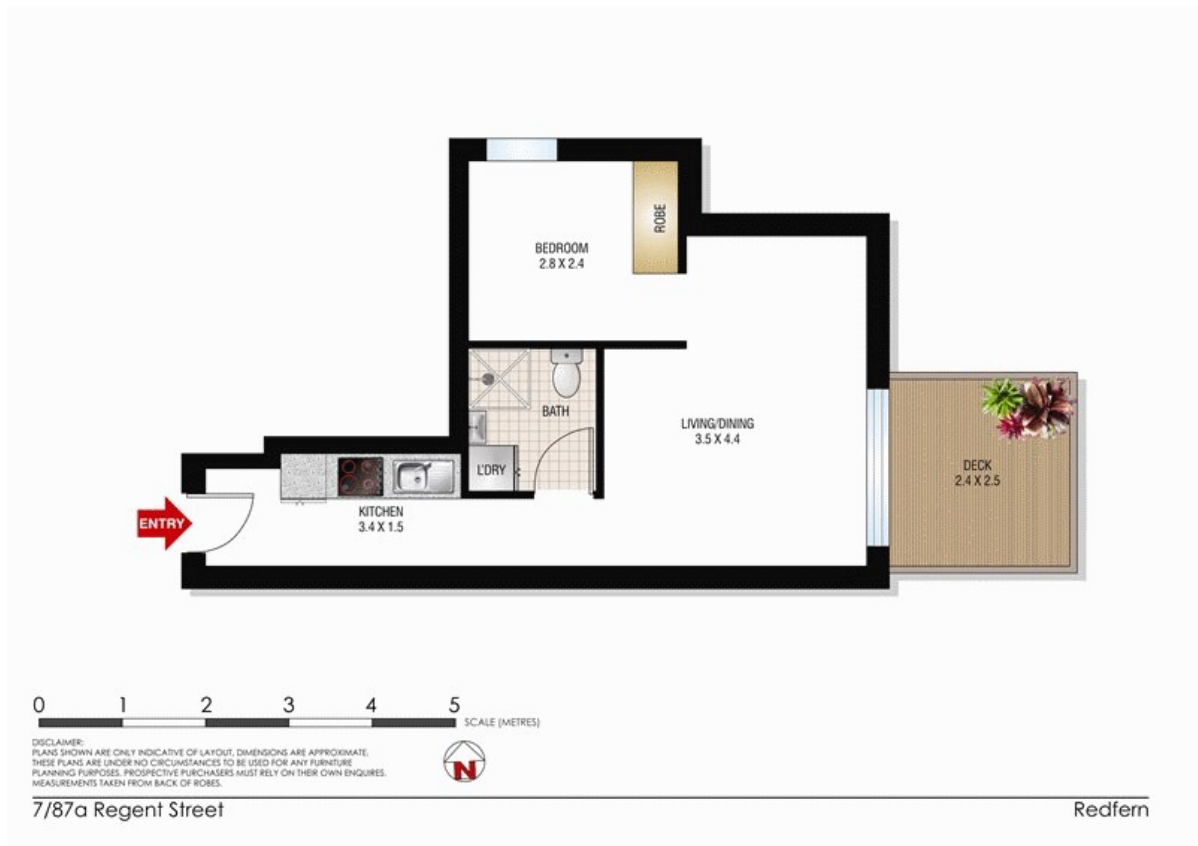 ROBE
BEDROOM
2.8 X 2.4
BATH
LIVING/DINING
3.5 X 4.4
L'DRY
DECK
2.4 X 2.5
KITCHEN
3.4 X 1.5
ENTRY
0 1 2 3 4 5
SCALE (METRES)
DISCLAIMER:
PLANS SHOWN ARE ONLY INDICATIVE OF LAYOUT. DIMENSIONS ARE APPROXIMATE.
THESE PLANS ARE UNDER NO CIRCUMSTANCES TO BE USED FOR ANY FURNITURE
PLANNING PURPOSES. PROSPECTIVE PURCHASERS MUST RELY ON THEIR OWN ENQUIRES.
MEASUREMENTS TAKEN FROM BACK OF ROBES.
N
7/87a Regent Street
Redfern